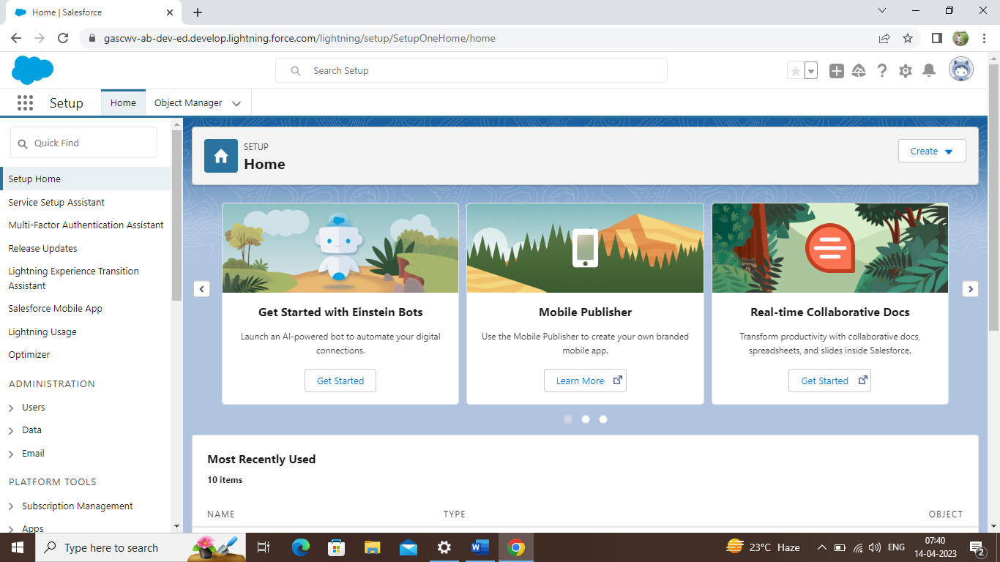 Home | Salesforce
gascwv-ab-dev-ed.develop.lightning.force.com/lightning/setup/SetupOneHome/home
Search Setup
Setup
Home
Object Manager
Quick Find
Setup Home
Service Setup Assistant
Multi-Factor Authentication Assistant
Release Updates
Lightning Experience Transition
Assistant
Salesforce Mobile App
Lightning Usage
Optimizer
ADMINISTRATION
Users
Data
Email
PLATFORM TOOLS
Subscription Management
Apps
SETUP
Home
Create
Get Started with Einstein Bots
Launch an AI-powered bot to automate your digital
connections.
Get Started
Mobile Publisher
Use the Mobile Publisher to create your own branded
mobile app.
Learn More
Real-time Collaborative Docs
Transform productivity with collaborative docs,
spreadsheets, and slides inside Salesforce.
Get Started
Most Recently Used
10 items
NAME TYPE OBJECT
Type here to search
23°C Haze
ENG
07:40
14-04-2023
2